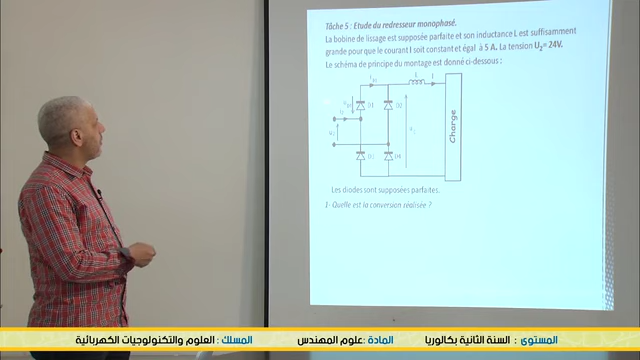 Tâche 5 : Etude du redresseur monophasé.
La bobine de lissage est supposée parfaite et son inductance L est suffisamment
grande pour que le courant I soit constant et égal à 5 A. La tension U₂= 24V.
Le schéma de principe du montage est donné ci-dessous :
L I
D1 D2
Charge
D4
Les diodes sont supposées parfaites.
1- Quelle est la conversion réalisée ?
المستوى : السنة الثانية بكالوريا المادة : علوم المهندس المسلك : العلوم والتكنولوجيات الكهربائية